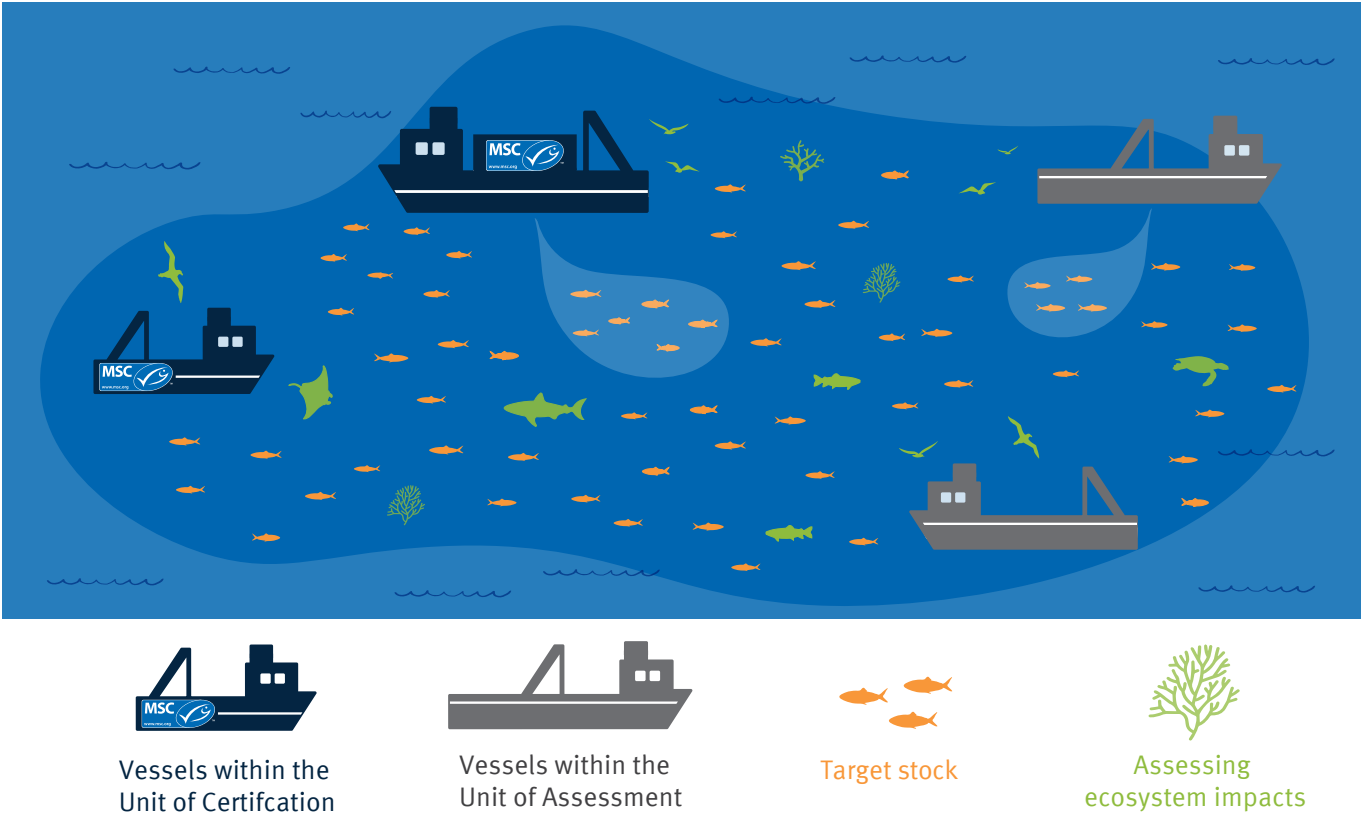 MSC
www.msc.org
TM
MSC
www.msc.org
MSC
www.msc.org
Vessels within the
Unit of Certifcation
Vessels within the
Unit of Assessment
Target stock
Assessing
ecosystem impacts